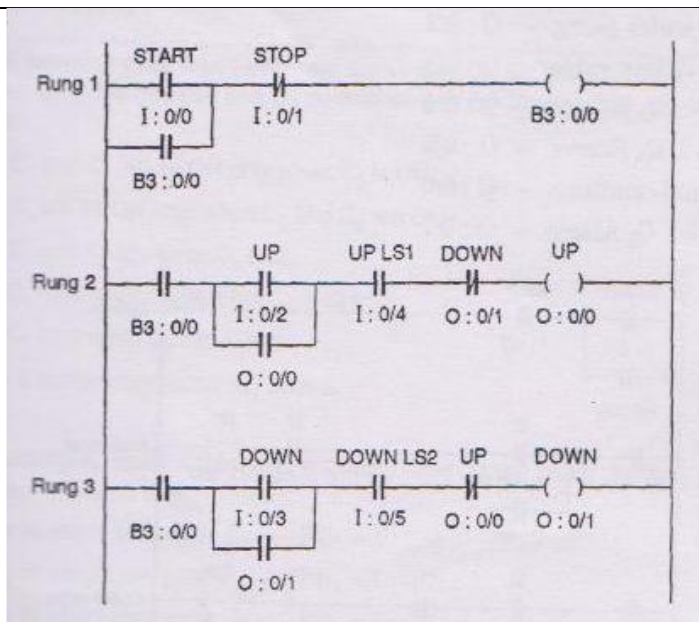 START STOP
Rung 1
I : 0/0 I : 0/1 B3 : 0/0
B3 : 0/0
UP UP LS1 DOWN UP
Rung 2
B3 : 0/0 I : 0/2 I : 0/4 O : 0/1 O : 0/0
O : 0/0
DOWN DOWN LS2 UP DOWN
Rung 3
B3 : 0/0 I : 0/3 I : 0/5 O : 0/0 O : 0/1
O : 0/1